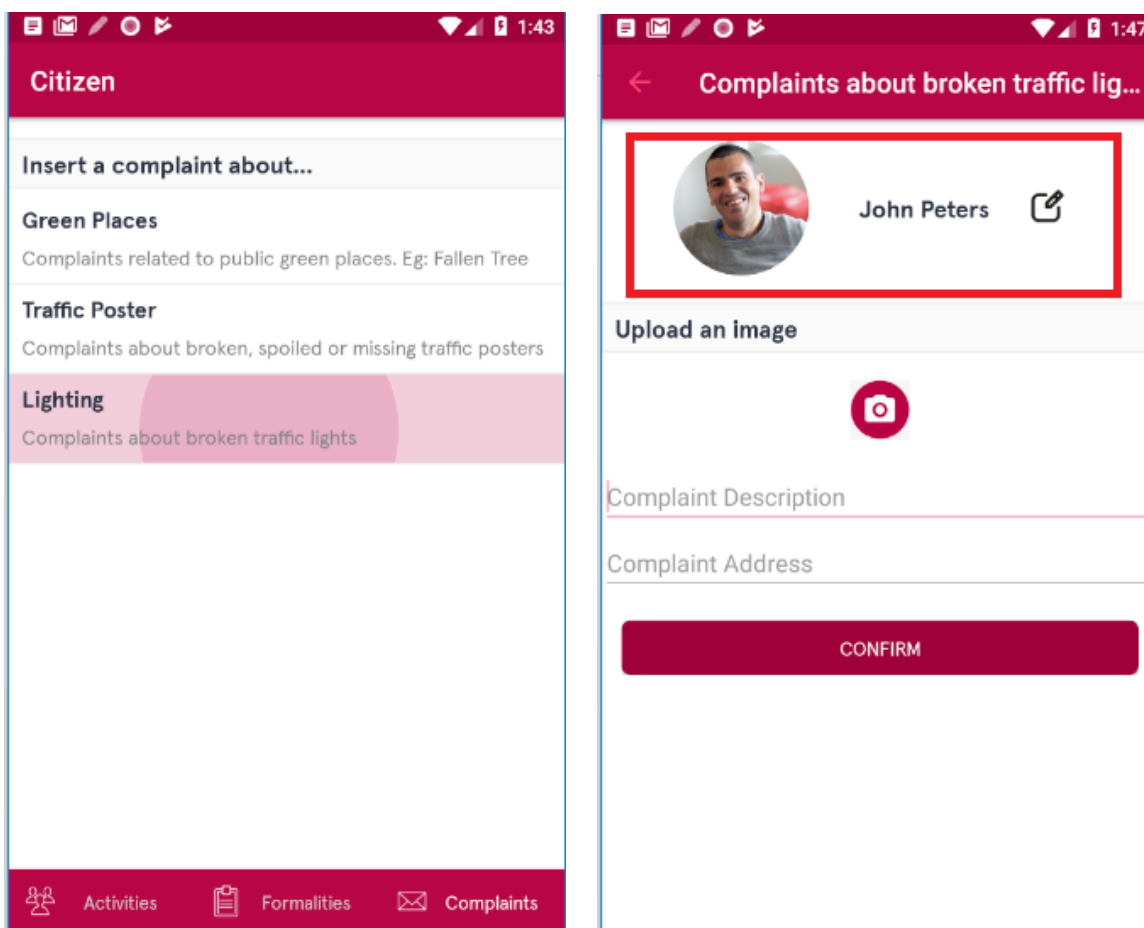 1:43
Citizen
Insert a complaint about...
Green Places
Complaints related to public green places. Eg: Fallen Tree
Traffic Poster
Complaints about broken, spoiled or missing traffic posters
Lighting
Complaints about broken traffic lights
Activities Formalities Complaints
1:47
Complaints about broken traffic lig...
John Peters
Upload an image
Complaint Description
Complaint Address
CONFIRM